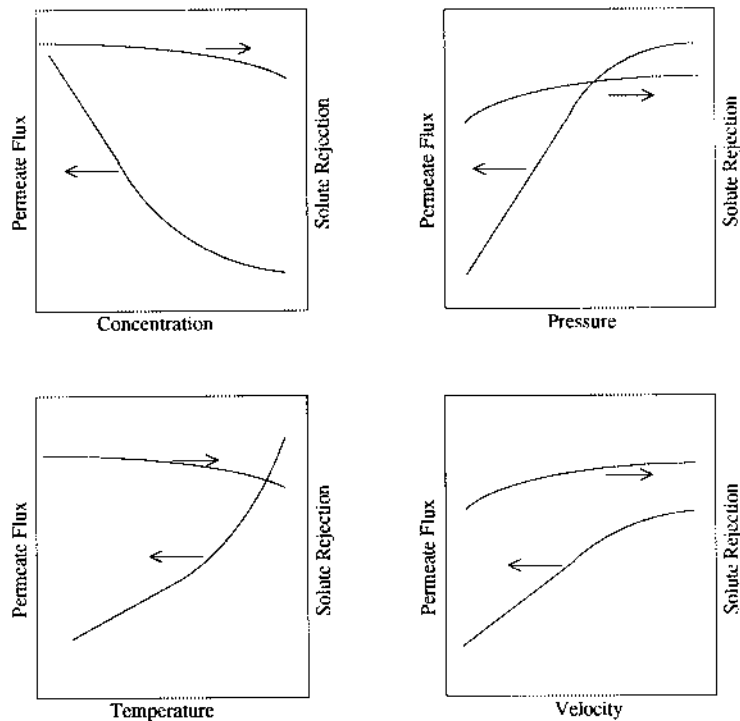 Permeate Flux
Solute Rejection
Concentration
Permeate Flux
Solute Rejection
Pressure
Permeate Flux
Solute Rejection
Temperature
Permeate Flux
Solute Rejection
Velocity